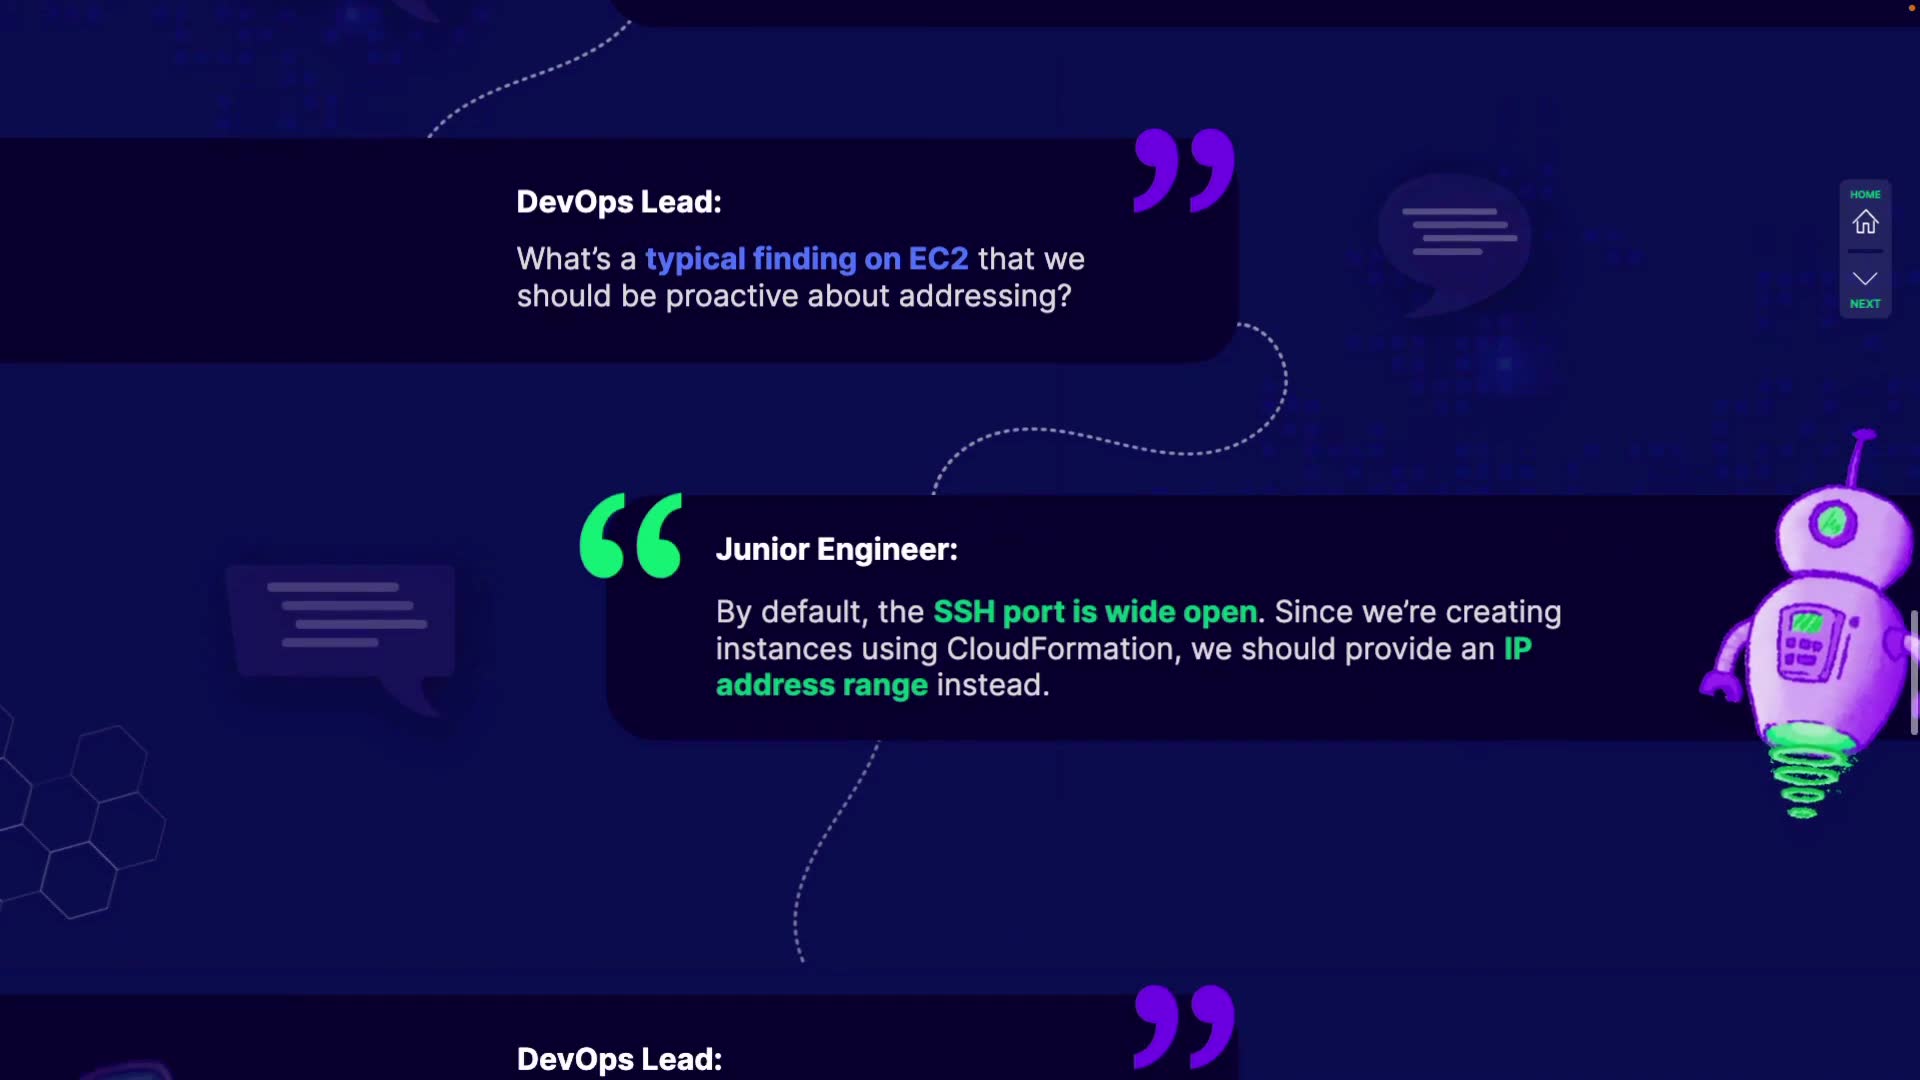 HOME
NEXT
DevOps Lead:
What’s a typical finding on EC2 that we
should be proactive about addressing?
Junior Engineer:
By default, the SSH port is wide open. Since we’re creating
instances using CloudFormation, we should provide an IP
address range instead.
DevOps Lead: